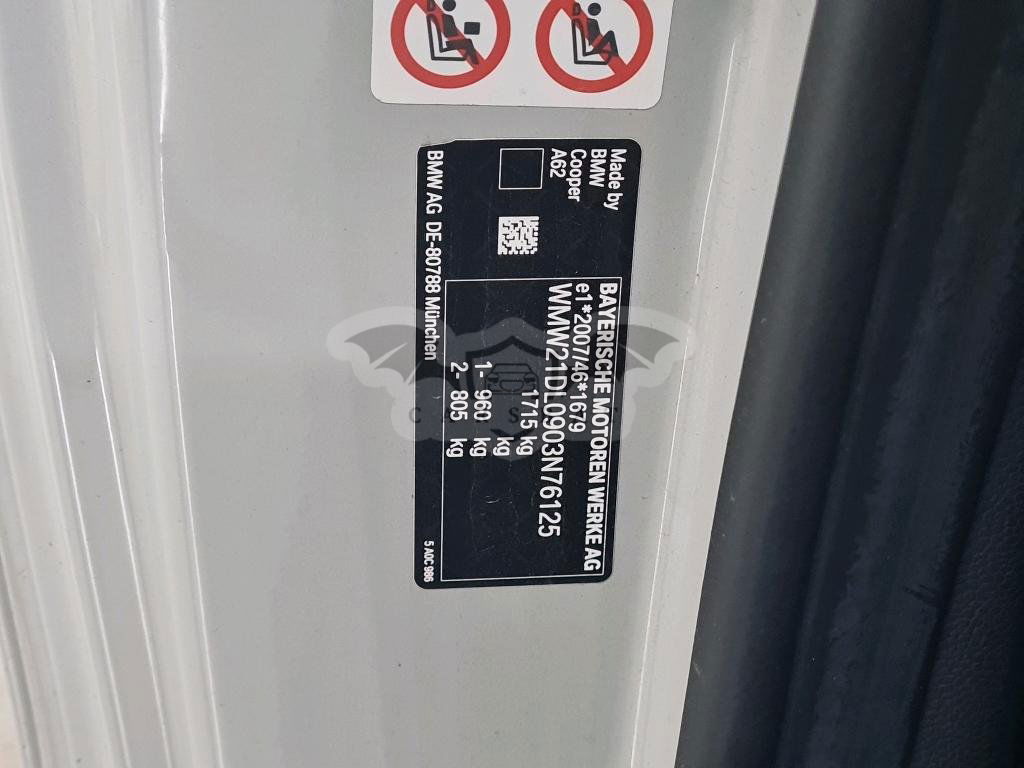 Made by
BMW
Cooper
A62
BAYERISCHE MOTOREN WERKE AG
e1*2007/46*1679
WMW21DL0903N76125
1715 kg
kg
1- 960 kg
2- 805 kg
BMW AG DE-80788 München
5 A0C 986